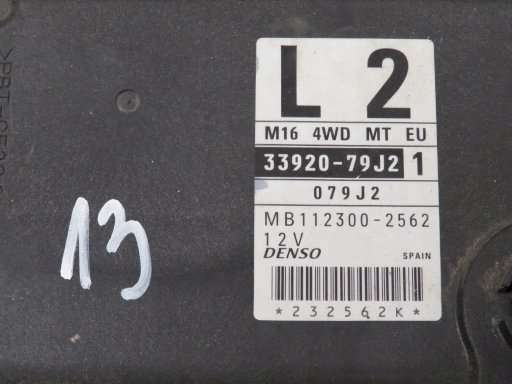 L 2
M16 4WD MT EU
33920-79J2 1
079J2
MB112300-2562
12V
DENSO SPAIN
*232562K*
13